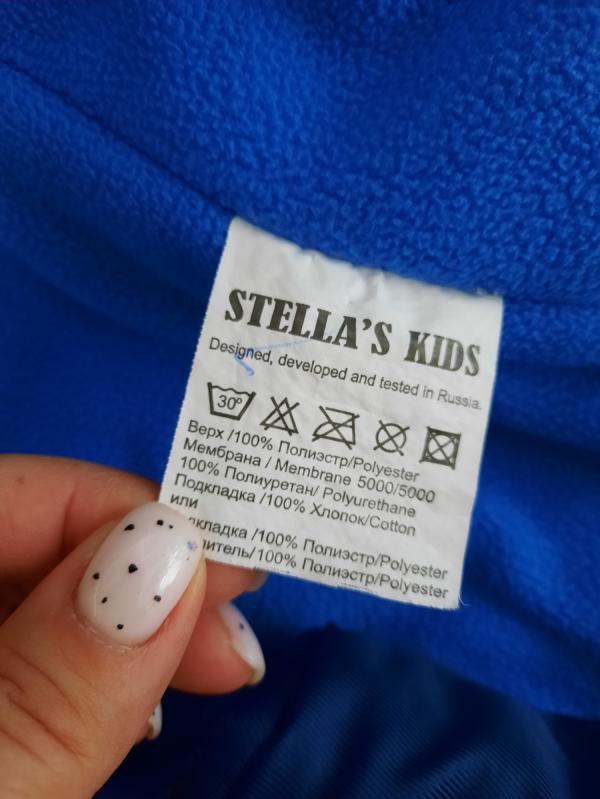 STELLA'S KIDS
Designed, developed and tested in Russia.
30°
Верх /100% Полиэстр/Polyester
Мембрана / Membrane 5000/5000
100% Полиуретан/ Polyurethane
Подкладка /100% Хлопок/Cotton
или
/100% Полиэстр/Polyester
/100% Полиэстр/Polyester